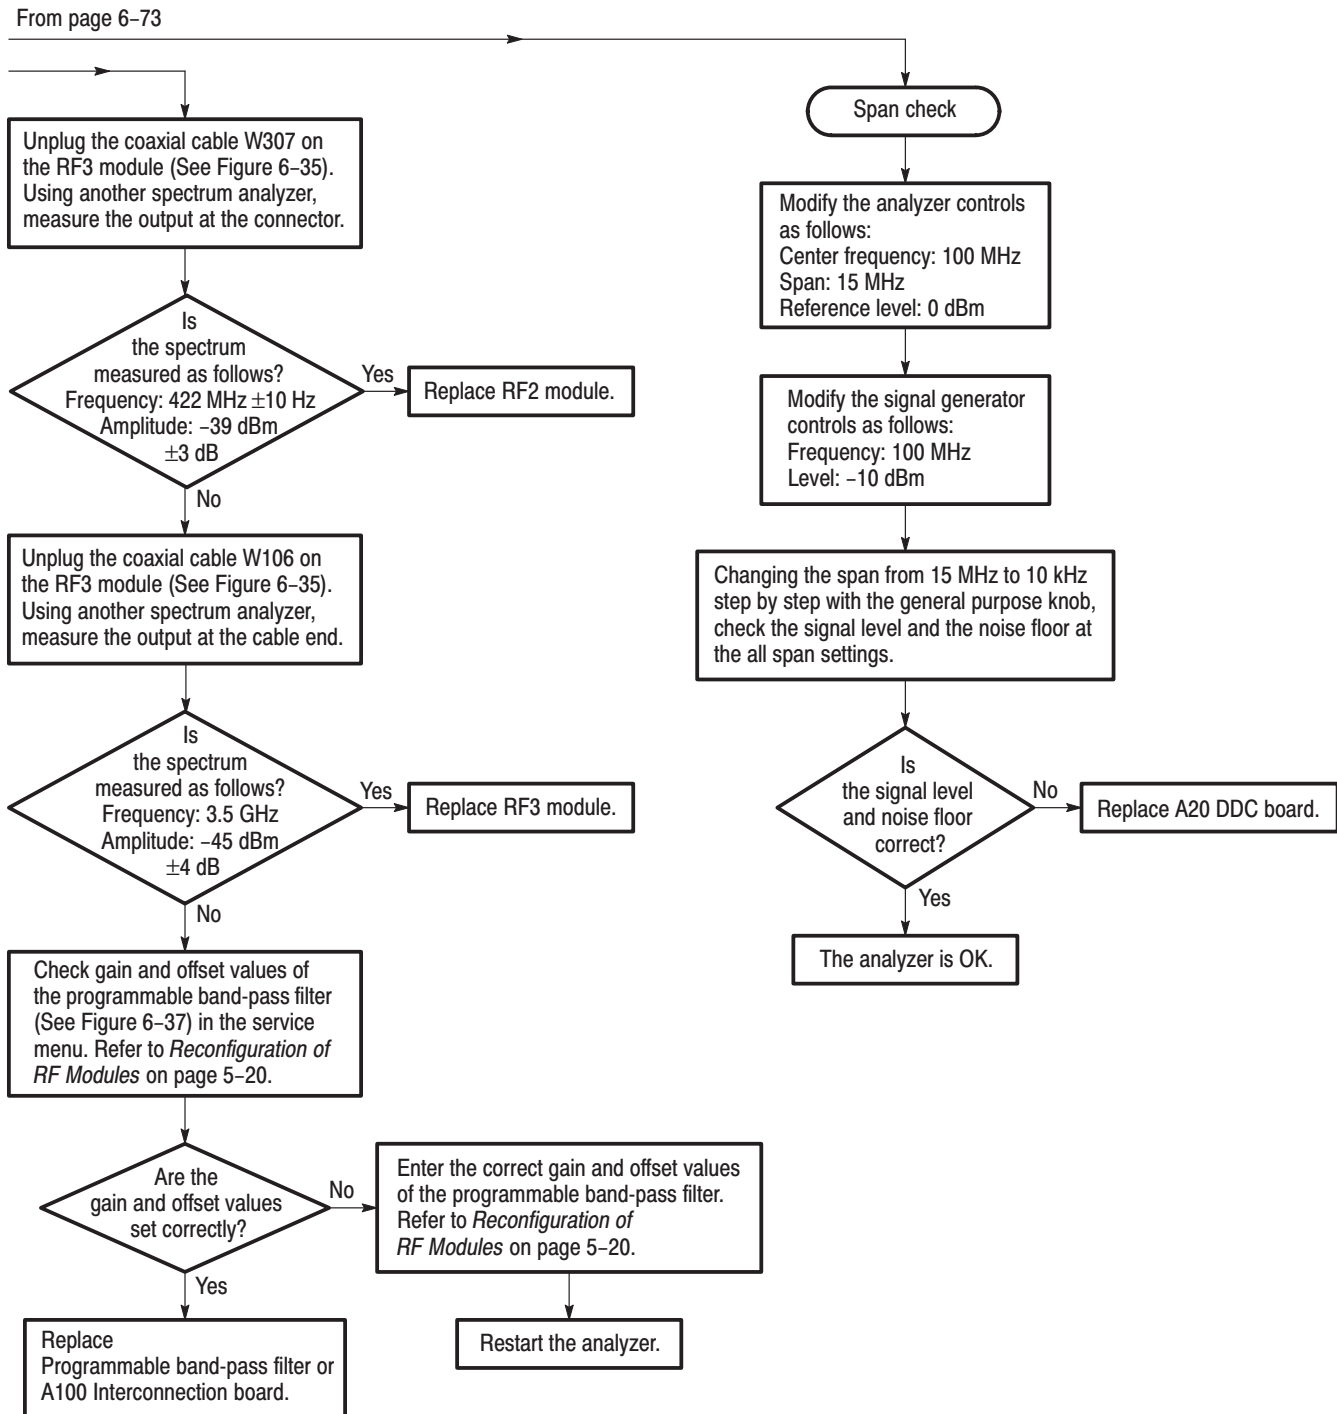 From page 6–73
Unplug the coaxial cable W307 on
the RF3 module (See Figure 6–35).
Using another spectrum analyzer,
measure the output at the connector.
Is
the spectrum
measured as follows?
Frequency: 422 MHz ±10 Hz
Amplitude: –39 dBm
±3 dB
Yes
Replace RF2 module.
No
Unplug the coaxial cable W106 on
the RF3 module (See Figure 6–35).
Using another spectrum analyzer,
measure the output at the cable end.
Is
the spectrum
measured as follows?
Frequency: 3.5 GHz
Amplitude: –45 dBm
±4 dB
Yes
Replace RF3 module.
No
Check gain and offset values of
the programmable band-pass filter
(See Figure 6–37) in the service
menu. Refer to Reconfiguration of
RF Modules on page 5–20.
Are the
gain and offset values
set correctly?
No
Enter the correct gain and offset values
of the programmable band-pass filter.
Refer to Reconfiguration of
RF Modules on page 5–20.
Restart the analyzer.
Yes
Replace
Programmable band-pass filter or
A100 Interconnection board.
Span check
Modify the analyzer controls
as follows:
Center frequency: 100 MHz
Span: 15 MHz
Reference level: 0 dBm
Modify the signal generator
controls as follows:
Frequency: 100 MHz
Level: –10 dBm
Changing the span from 15 MHz to 10 kHz
step by step with the general purpose knob,
check the signal level and the noise floor at
the all span settings.
Is
the signal level
and noise floor
correct?
No
Replace A20 DDC board.
Yes
The analyzer is OK.